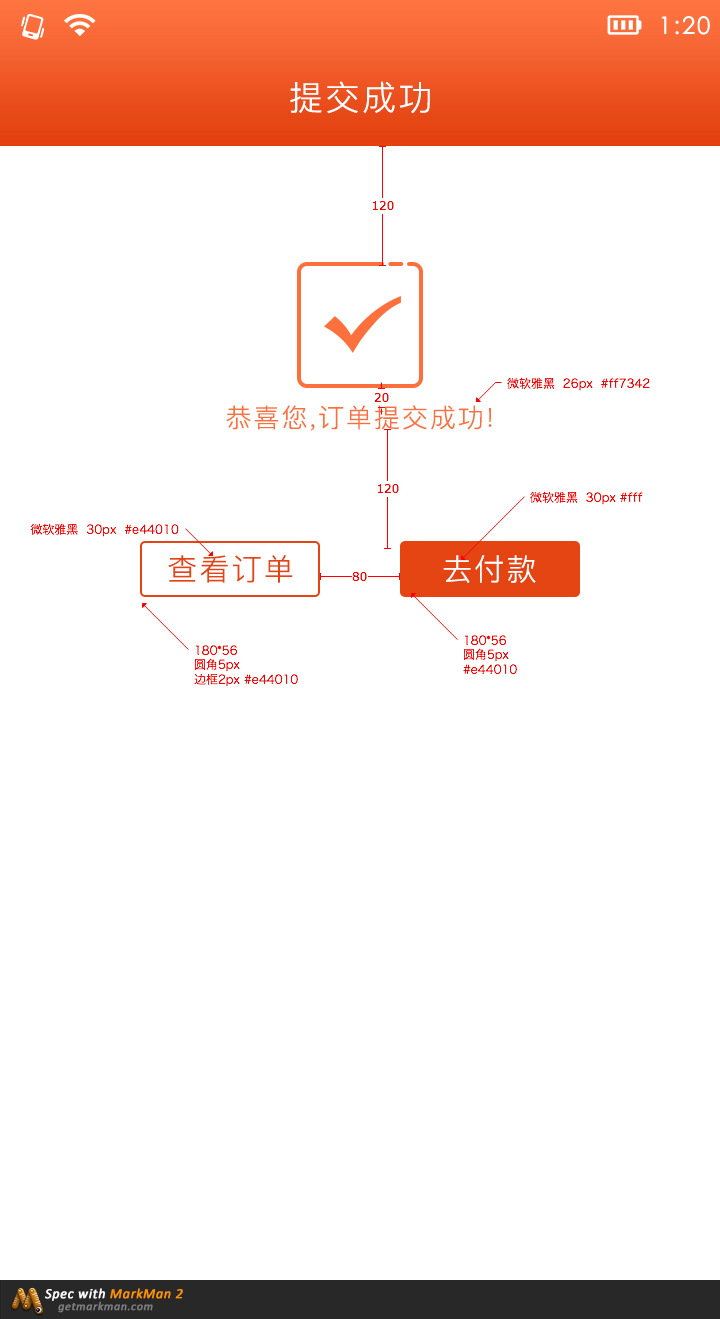 1:20
提交成功
120
20
微软雅黑 26px #ff7342
恭喜您,订单提交成功!
120
微软雅黑 30px #fff
微软雅黑 30px #e44010
查看订单
80
去付款
180*56
圆角5px
边框2px #e44010
180*56
圆角5px
#e44010
Spec with MarkMan 2
getmarkman.com